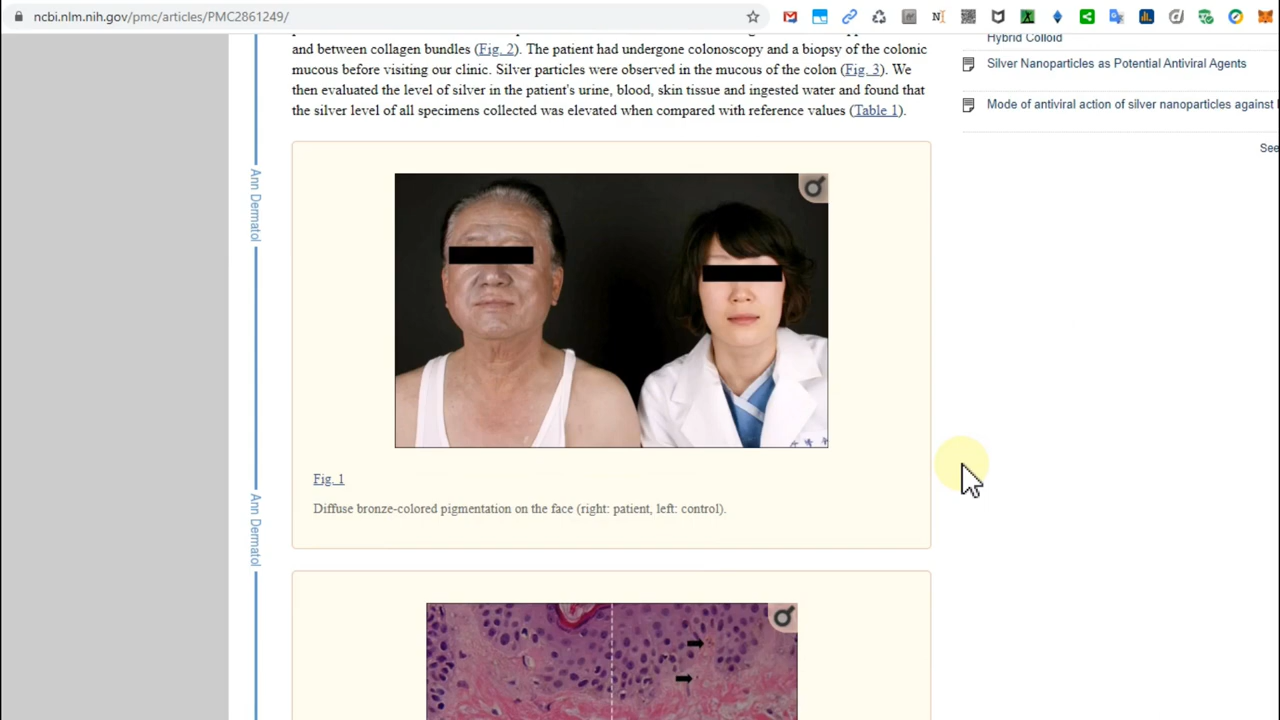 ncbi.nlm.nih.gov/pmc/articles/PMC2861249/
and between collagen bundles (Fig. 2). The patient had undergone colonoscopy and a biopsy of the colonic
mucous before visiting our clinic. Silver particles were observed in the mucous of the colon (Fig. 3). We
then evaluated the level of silver in the patient's urine, blood, skin tissue and ingested water and found that
the silver level of all specimens collected was elevated when compared with reference values (Table 1).
Hybrid Colloid
Silver Nanoparticles as Potential Antiviral Agents
Mode of antiviral action of silver nanoparticles against
See
Ann Dermatol
Ann Dermatol
Fig. 1
Diffuse bronze-colored pigmentation on the face (right: patient, left: control).